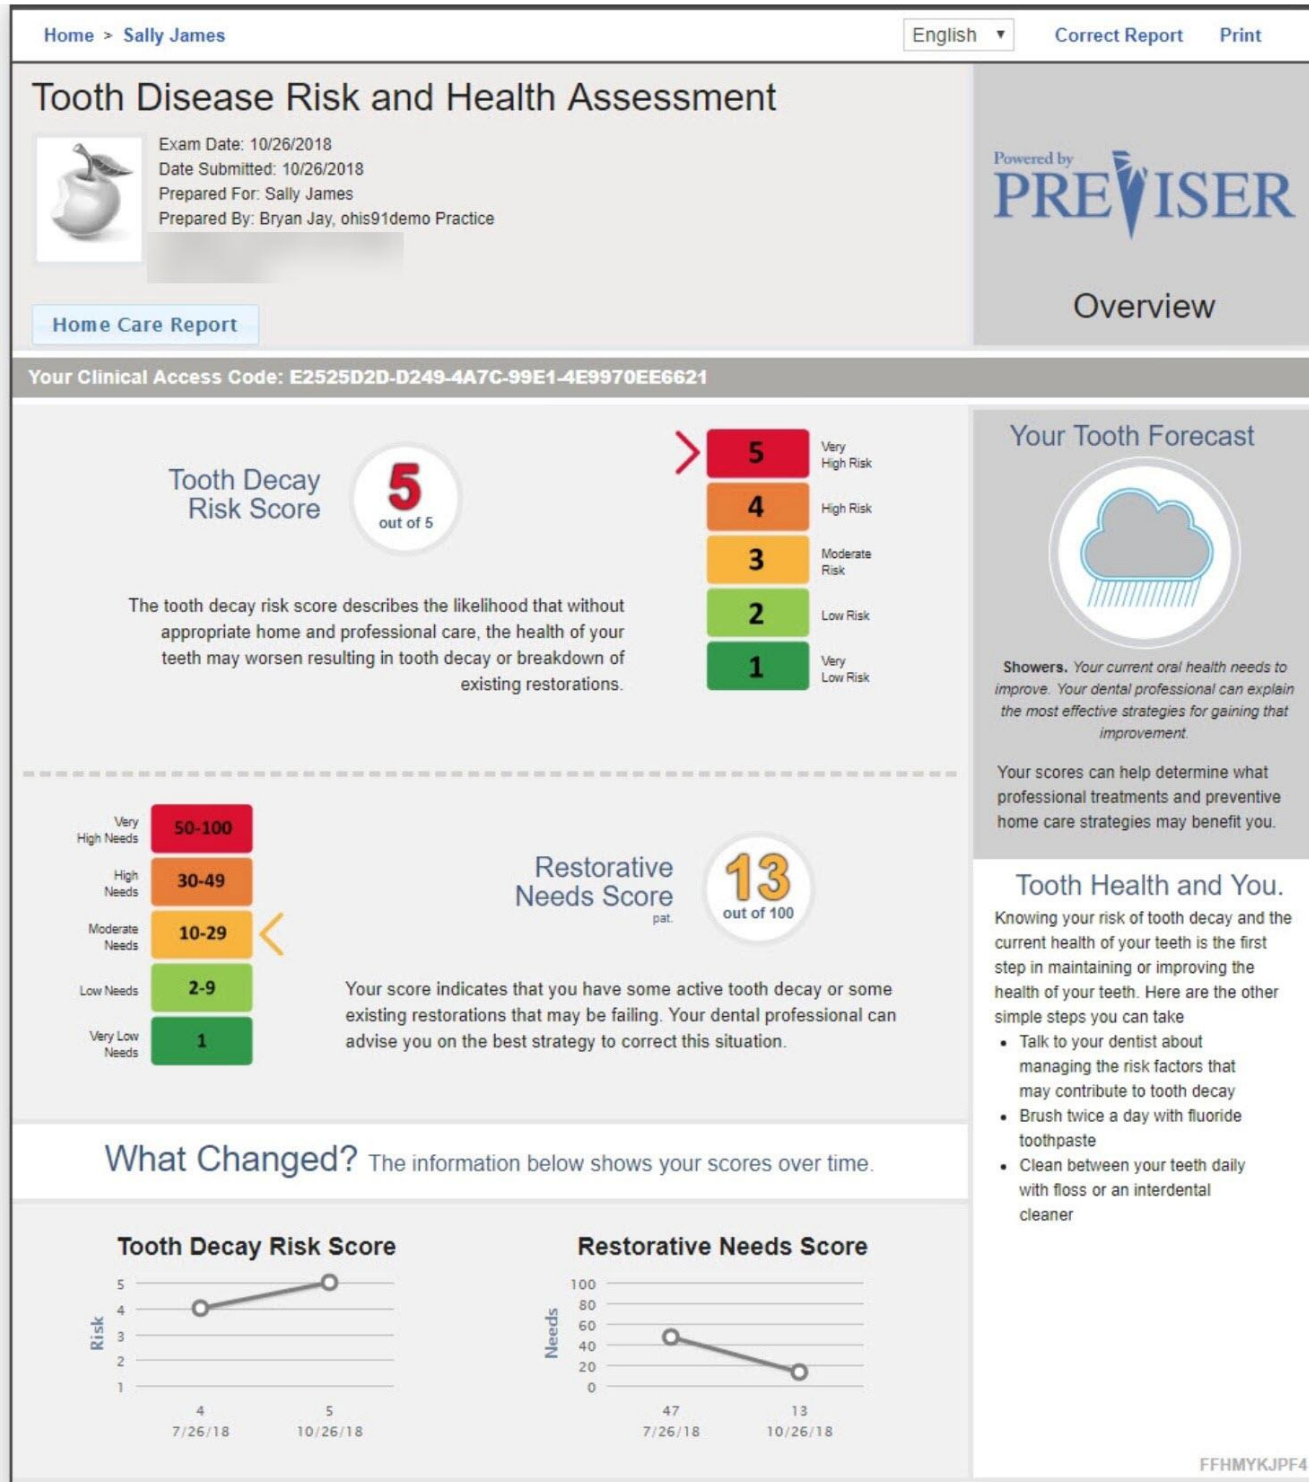 Home > Sally James
English ▼
Correct Report
Print
Tooth Disease Risk and Health Assessment
Exam Date: 10/26/2018
Date Submitted: 10/26/2018
Prepared For: Sally James
Prepared By: Bryan Jay, ohis91demo Practice
Home Care Report
Powered by
PREVISER
Overview
Your Clinical Access Code: E2525D2D-D249-4A7C-99E1-4E9970EE6621
Tooth Decay
Risk Score
5
out of 5
The tooth decay risk score describes the likelihood that without
appropriate home and professional care, the health of your
teeth may worsen resulting in tooth decay or breakdown of
existing restorations.
5
Very
High Risk
4
High Risk
3
Moderate
Risk
2
Low Risk
1
Very
Low Risk
Very
High Needs
50-100
High
Needs
30-49
Moderate
Needs
10-29
Low Needs
2-9
Very Low
Needs
1
Restorative
Needs Score
pat.
13
out of 100
Your score indicates that you have some active tooth decay or some
existing restorations that may be failing. Your dental professional can
advise you on the best strategy to correct this situation.
Your Tooth Forecast
Showers. Your current oral health needs to
improve. Your dental professional can explain
the most effective strategies for gaining that
improvement.
Your scores can help determine what
professional treatments and preventive
home care strategies may benefit you.
Tooth Health and You.
Knowing your risk of tooth decay and the
current health of your teeth is the first
step in maintaining or improving the
health of your teeth. Here are the other
simple steps you can take
• Talk to your dentist about
managing the risk factors that
may contribute to tooth decay
• Brush twice a day with fluoride
toothpaste
• Clean between your teeth daily
with floss or an interdental
cleaner
What Changed? The information below shows your scores over time.
Tooth Decay Risk Score
Risk
5
4
3
2
1
4
5
7/26/18
10/26/18
Restorative Needs Score
Needs
100
80
60
40
20
0
47
13
7/26/18
10/26/18
FFHMYKJPF4